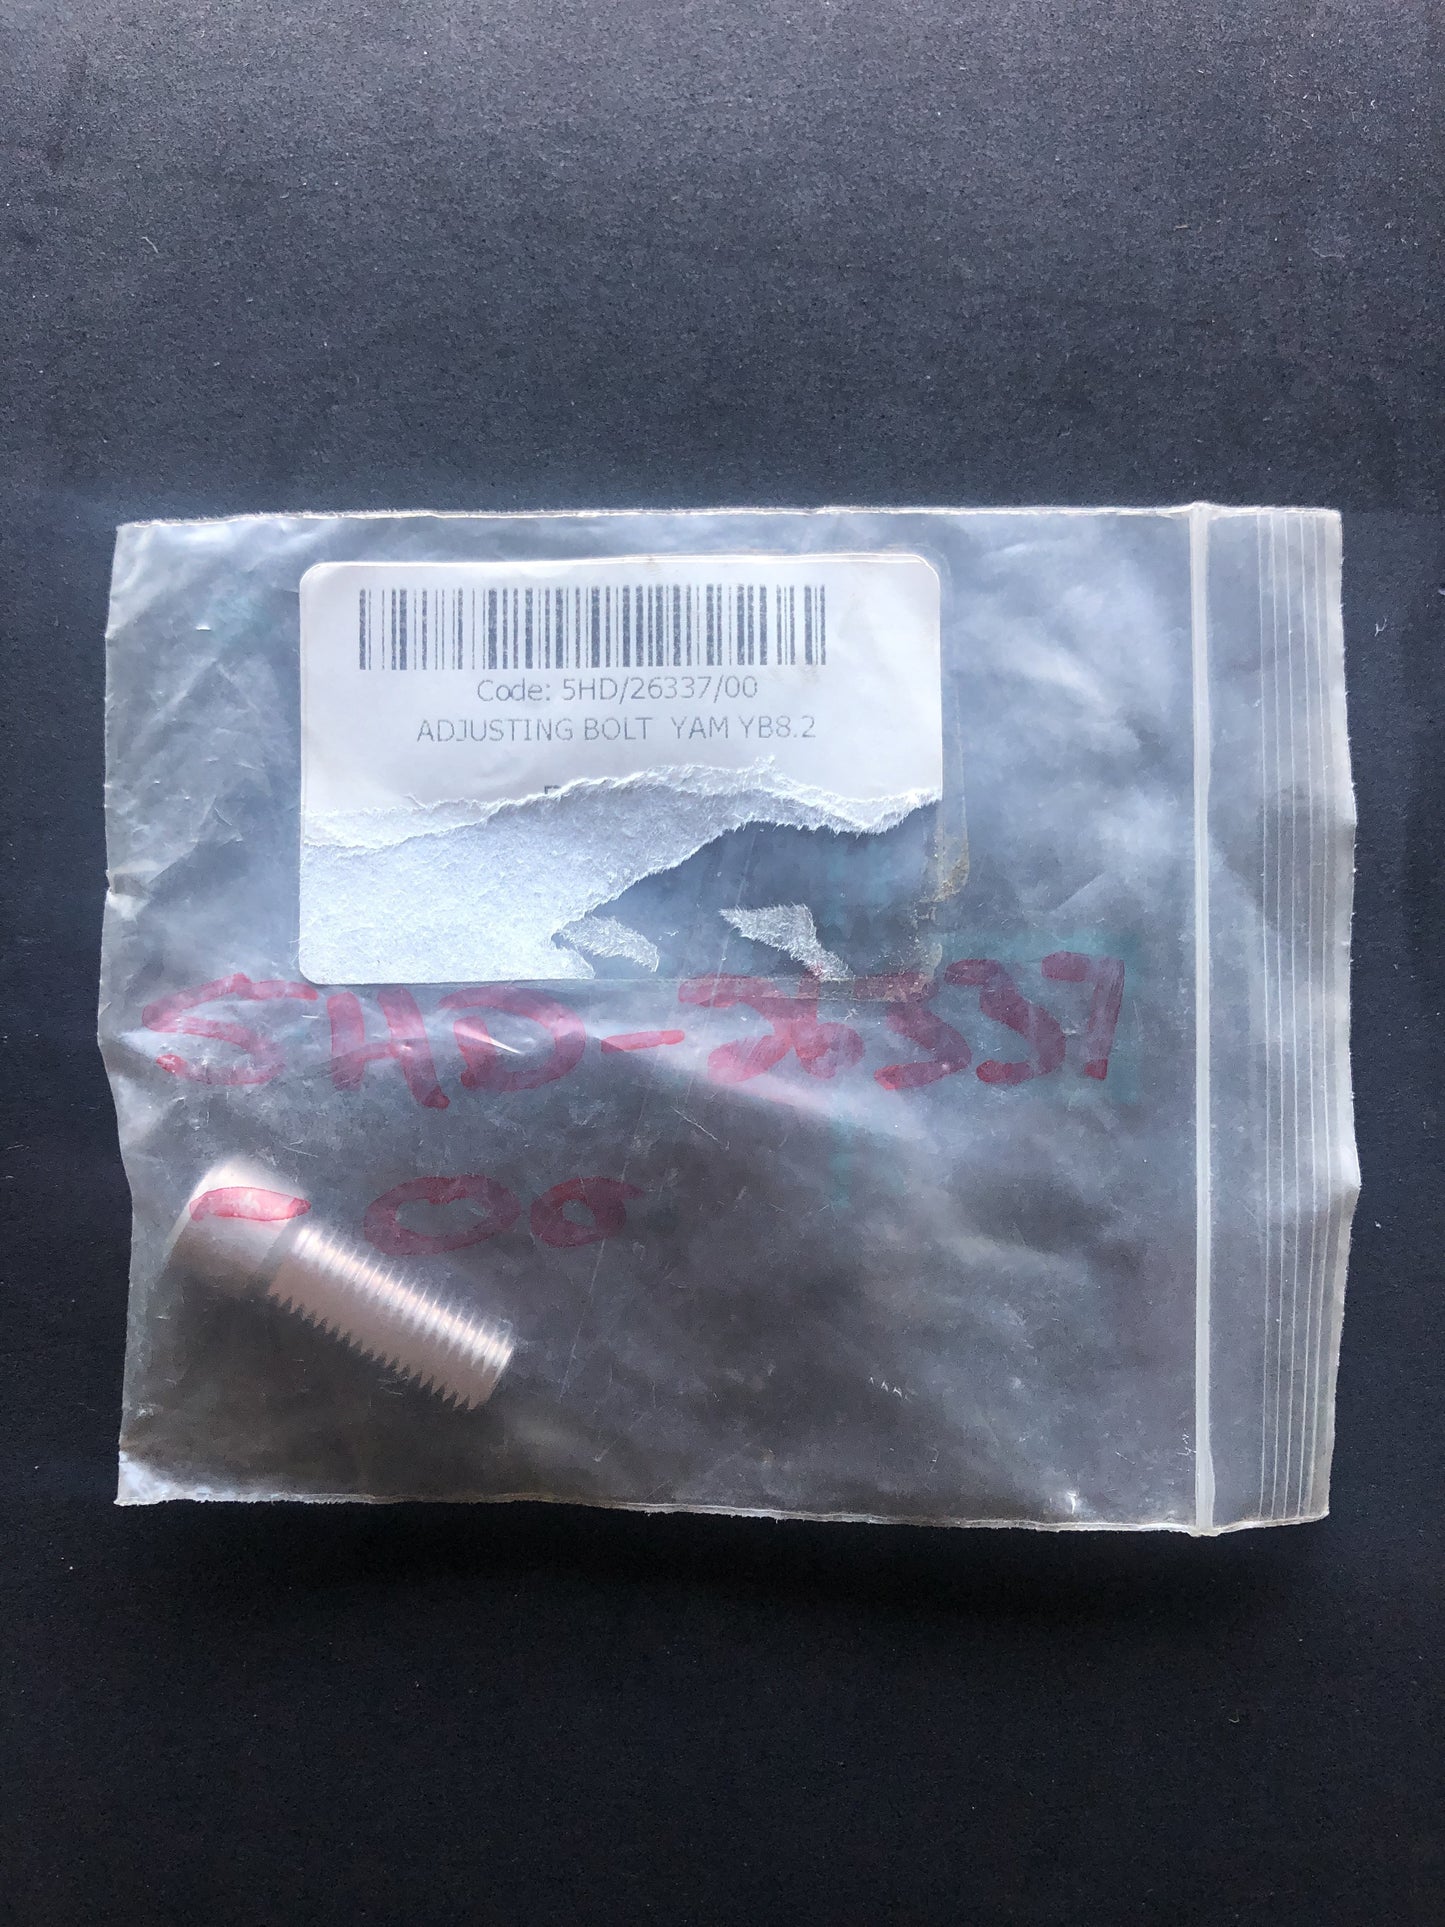 Code: 5HD/26337/00
ADJUSTING BOLT YAM YB8.2
5HD-26337
-00